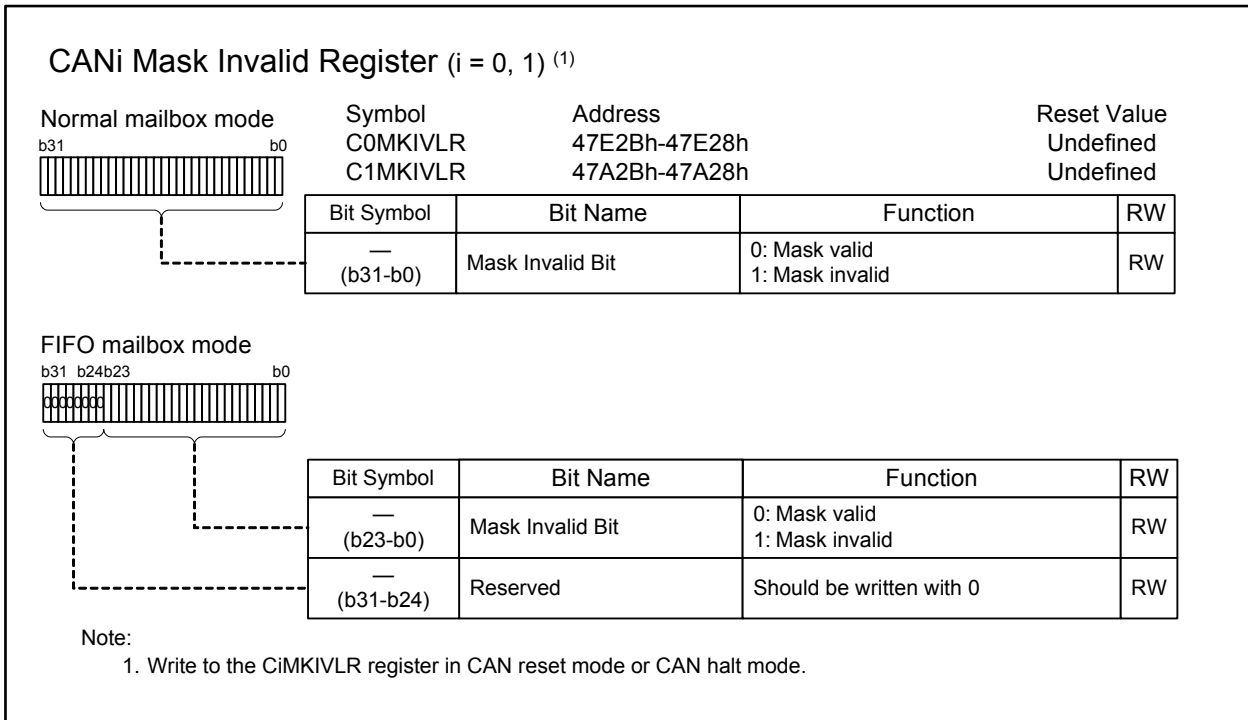 CANi Mask Invalid Register (i = 0, 1) (1)
Normal mailbox mode
b31 b0
Symbol Address Reset Value
C0MKIVLR 47E2Bh-47E28h Undefined
C1MKIVLR 47A2Bh-47A28h Undefined
Bit Symbol Bit Name Function RW
—
(b31-b0) Mask Invalid Bit 0: Mask valid
1: Mask invalid RW
FIFO mailbox mode
b31 b24b23 b0
00000000
Bit Symbol Bit Name Function RW
—
(b23-b0) Mask Invalid Bit 0: Mask valid
1: Mask invalid RW
—
(b31-b24) Reserved Should be written with 0 RW
Note:
1. Write to the CiMKIVLR register in CAN reset mode or CAN halt mode.